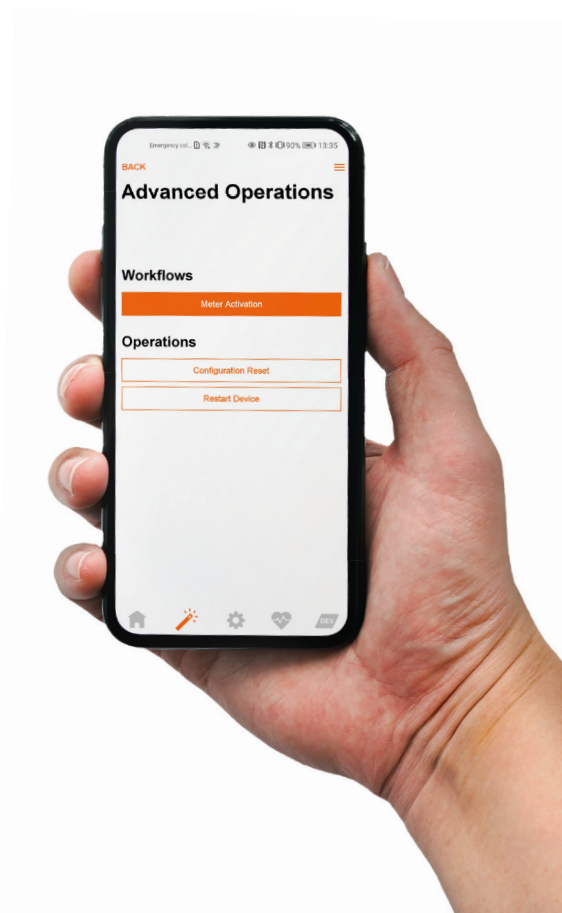 Emergency cal... 90% 13:35
BACK
Advanced Operations
Workflows
Meter Activation
Operations
Configuration Reset
Restart Device
DEV